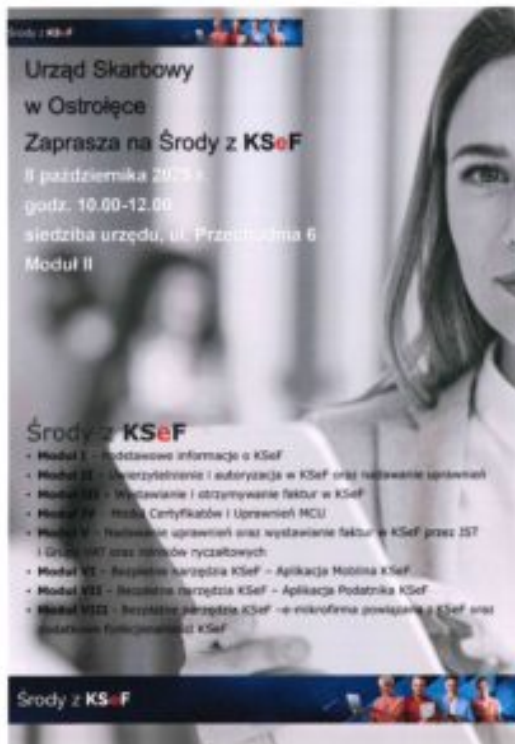 Środy z KSeF
Urząd Skarbowy
w Ostrołęce
Zaprasza na Środy z KSeF
8 października 2025 r.
godz. 10.00-12.00
siedziba urzędu, ul. Przechodnia 6
Moduł II
Środy z KSeF
• Moduł I – Podstawowe informacje o KSeF
• Moduł II – Uwierzytelnienie i autoryzacja w KSeF oraz nadawanie uprawnień
• Moduł III – Wystawianie i otrzymywanie faktur w KSeF
• Moduł IV – Moduł Certyfikatów i Uprawnień MCU
• Moduł V – Nadawanie uprawnień oraz wystawianie faktur w KSeF przez JST
i Grupy VAT oraz rolników ryczałtowych
• Moduł VI – Bezpłatne narzędzia KSeF – Aplikacja Mobilna KSeF
• Moduł VII – Bezpłatne narzędzia KSeF – Aplikacja Podatnika KSeF
• Moduł VIII – Bezpłatne narzędzia KSeF –e-mikrofirma powiązana z KSeF oraz
dodatkowe funkcjonalności KSeF
Środy z KSeF